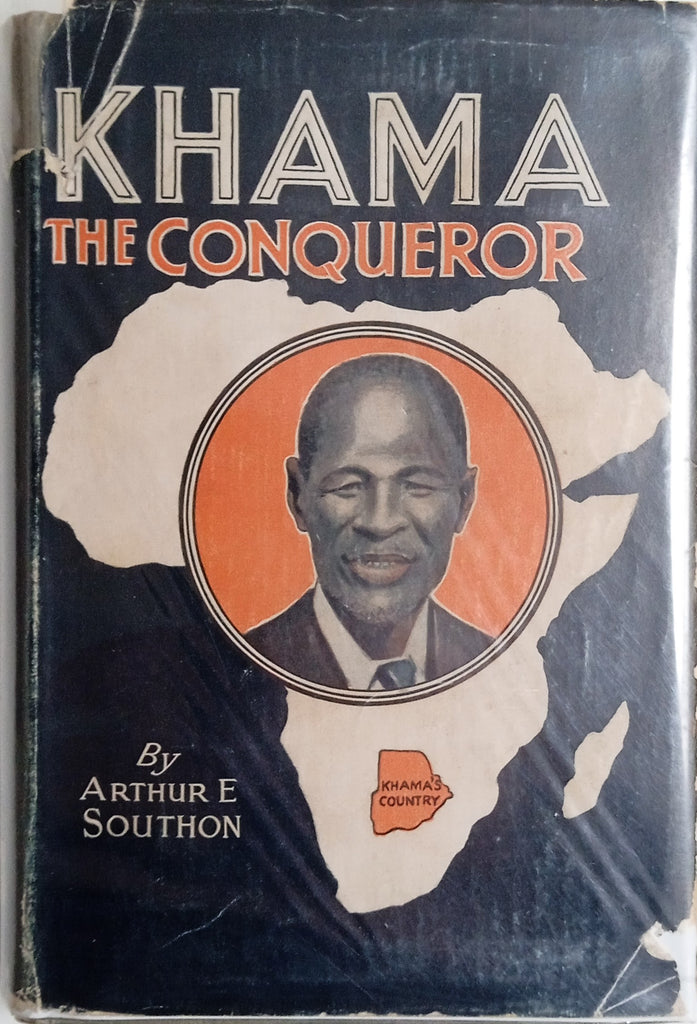 KHAMA
THE CONQUEROR
KHAMA'S
COUNTRY
By
ARTHUR E
SOUTHON